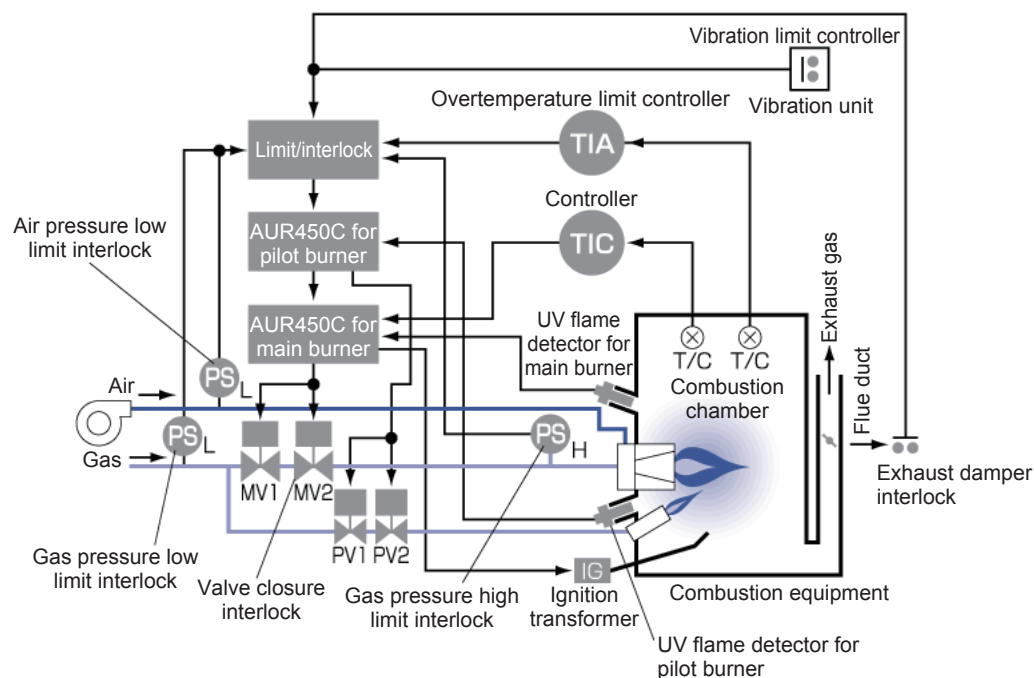 Vibration limit controller
Vibration unit
Overtemperature limit controller
TIA
Limit/interlock
Controller
TIC
Air pressure low
limit interlock
AUR450C for
pilot burner
AUR450C for
main burner
UV flame
detector for
main burner
T/C
T/C
Combustion
chamber
Exhaust gas
Flue duct
Exhaust damper
interlock
Air
PS
L
Gas
PS
L
PS
H
MV1
MV2
PV1
PV2
Gas pressure low
limit interlock
Valve closure
interlock
Gas pressure high
limit interlock
IG
Ignition
transformer
Combustion equipment
UV flame detector for
pilot burner